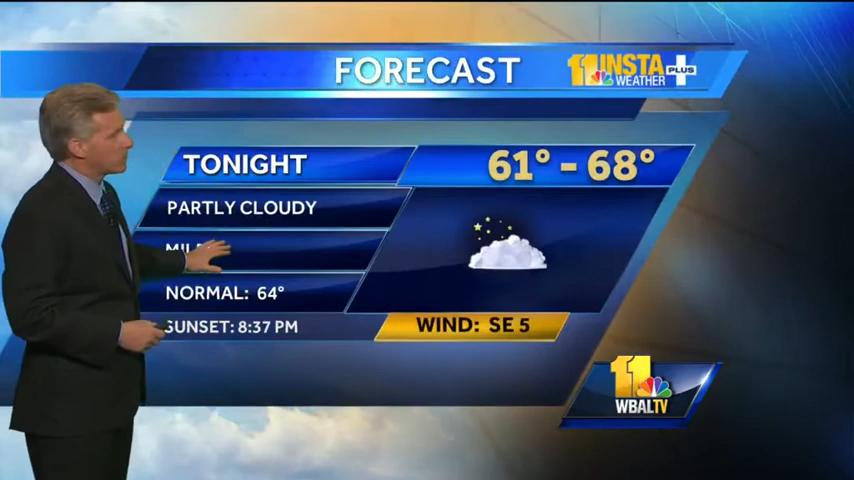 FORECAST
11 INSTA
WEATHER PLUS
TONIGHT
61° - 68°
PARTLY CLOUDY
NORMAL: 64°
SUNSET: 8:37 PM
WIND: SE 5
11
WBALTV